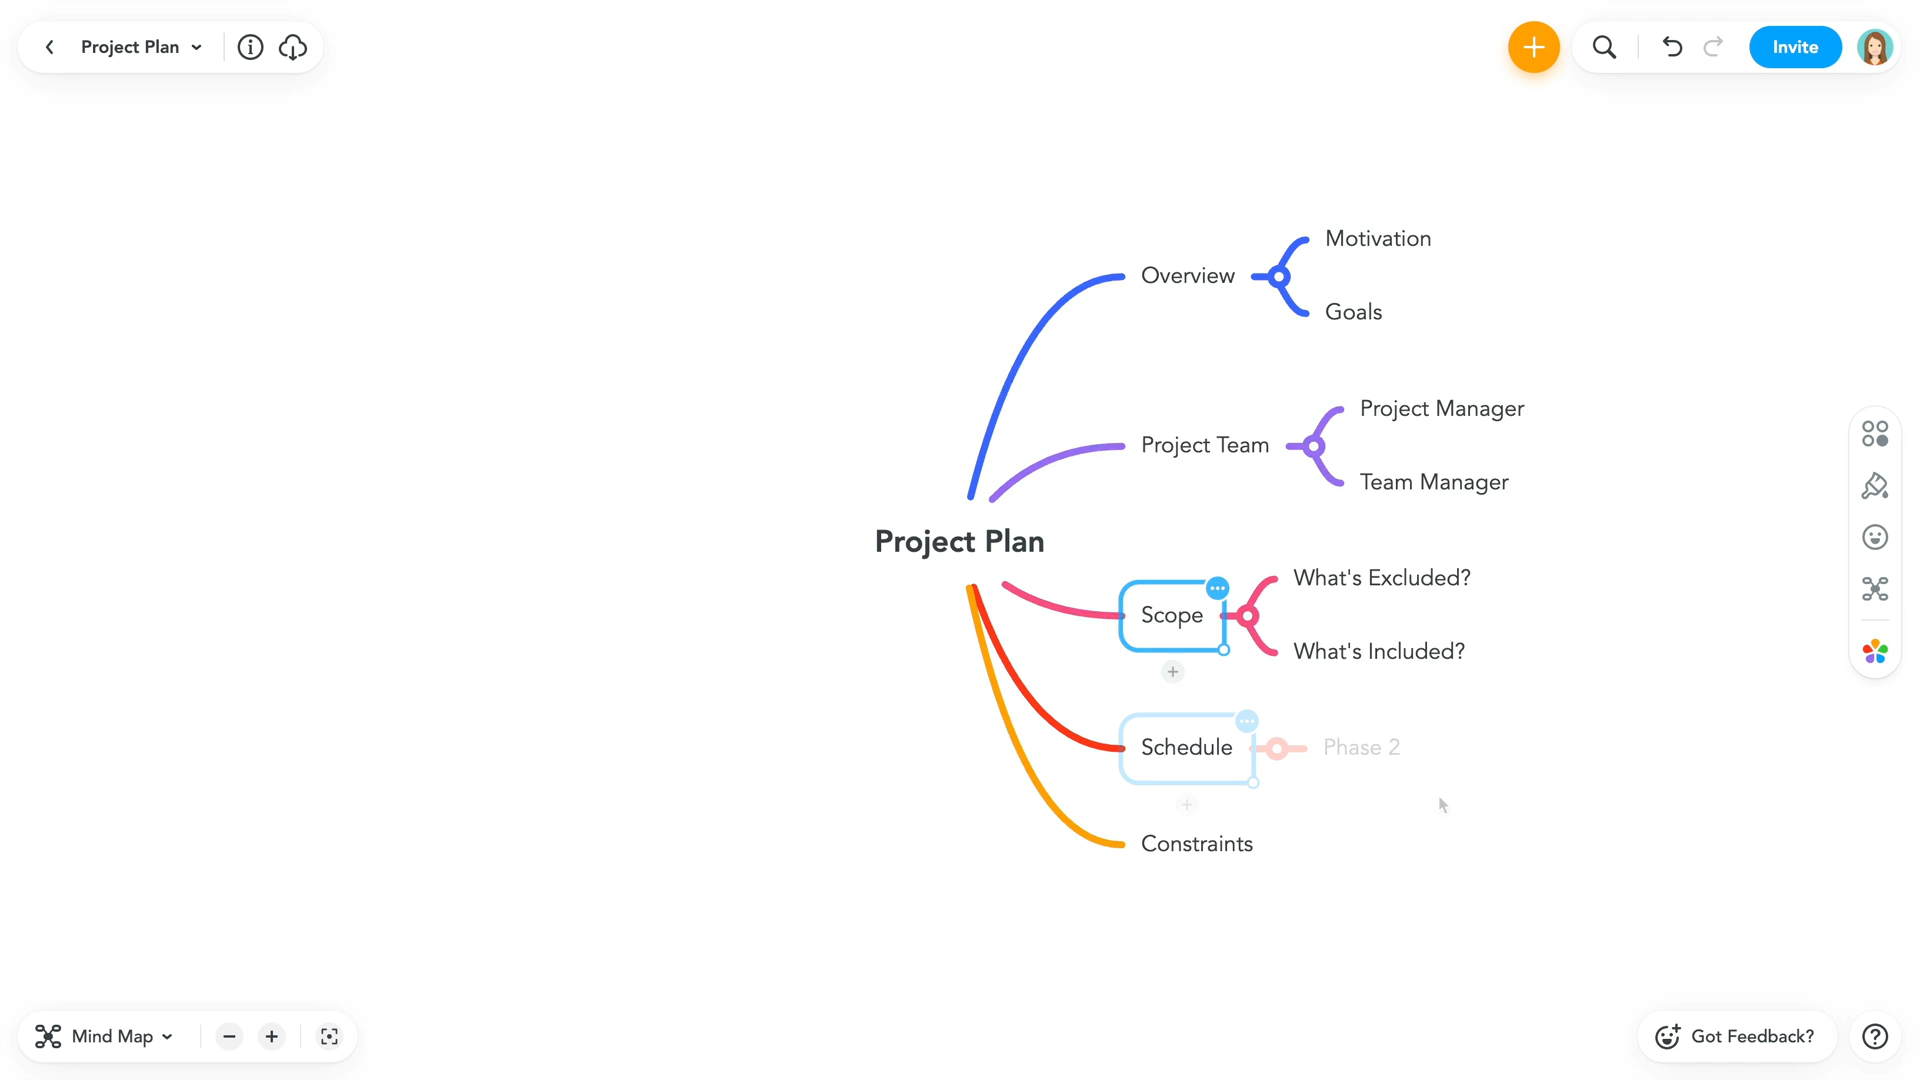 Project Plan
Invite
Motivation
Overview
Goals
Project Manager
Project Team
Team Manager
Project Plan
What's Excluded?
Scope
What's Included?
Schedule
Phase 2
Constraints
Mind Map
Got Feedback?